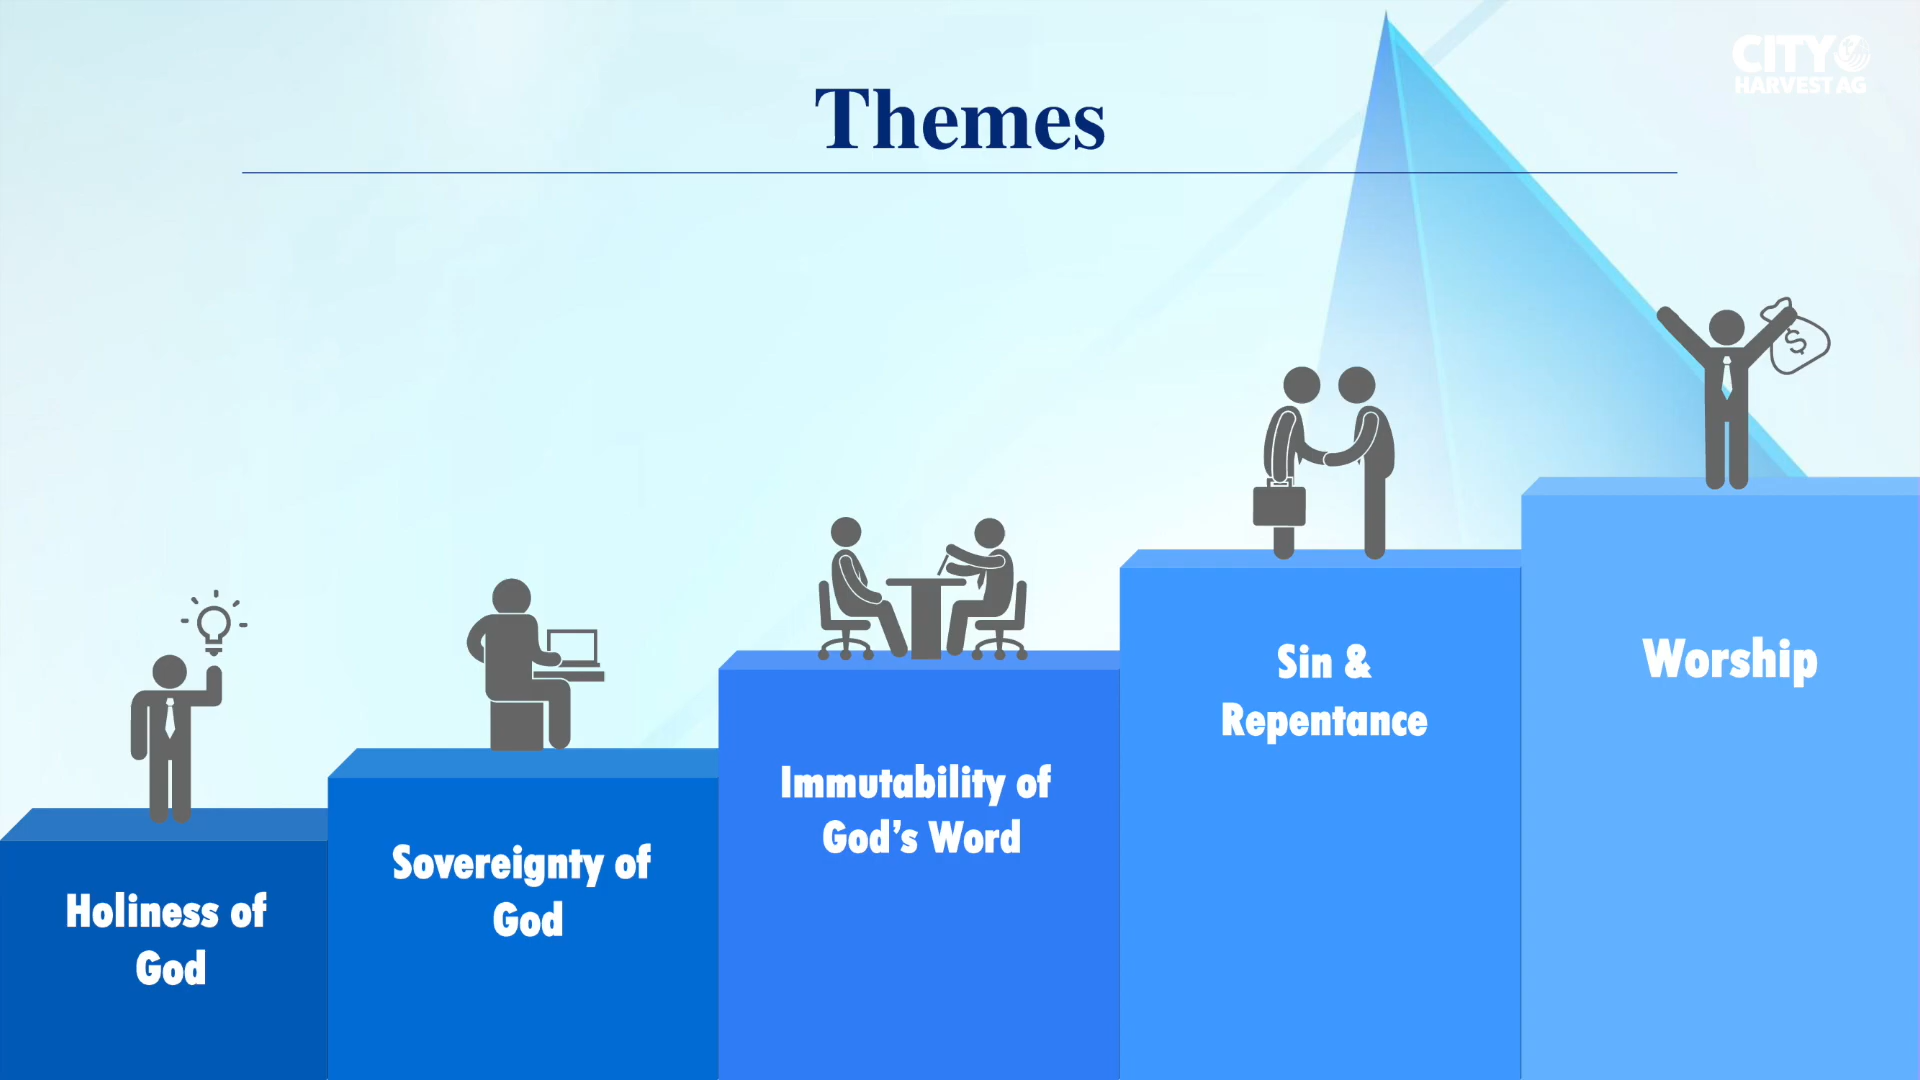 CITY
HARVEST AG
Themes
$
Holiness of
God
Sovereignty of
God
Immutability of
God's Word
Sin &
Repentance
Worship